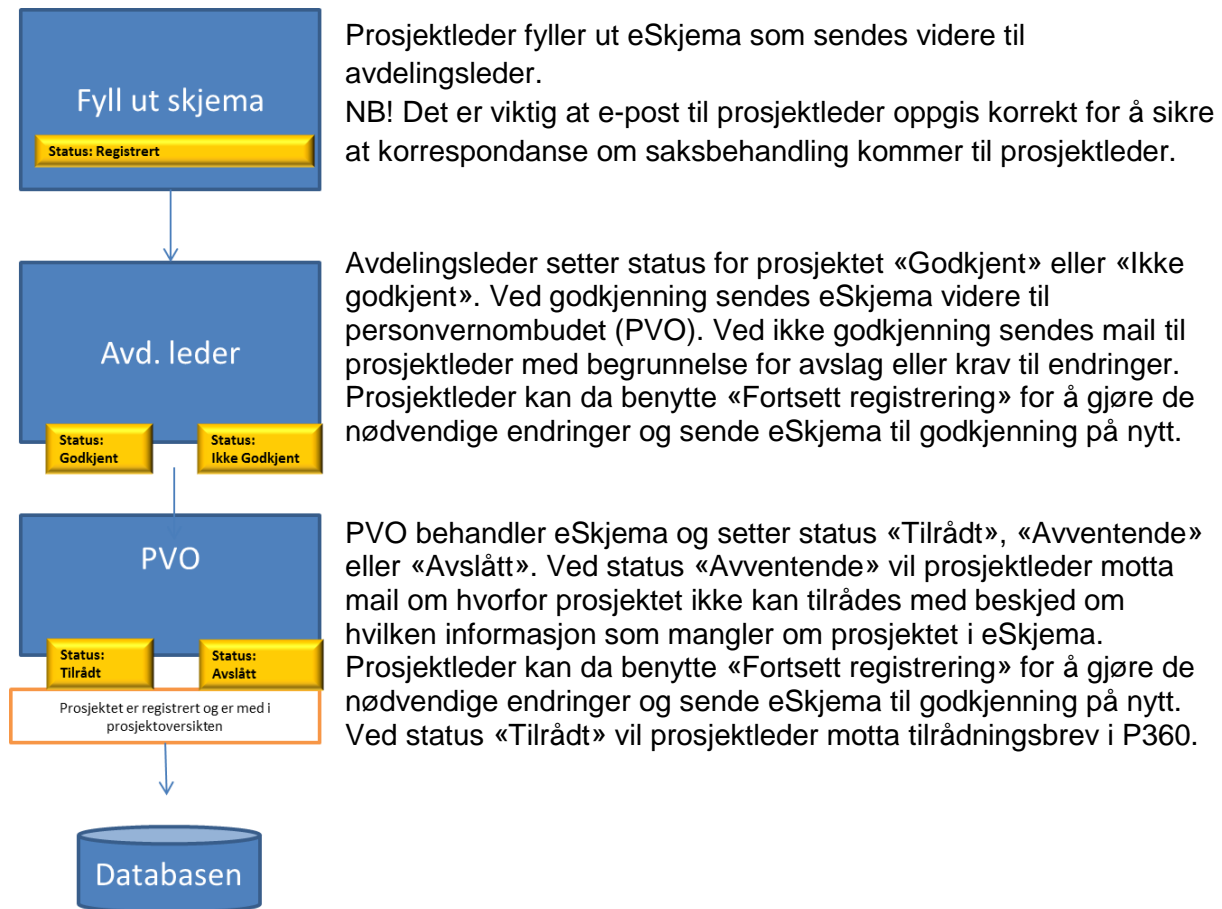 Fyll ut skjema
Status: Registrert
Prosjektleder fyller ut eSkjema som sendes videre til
avdelingsleder.
NB! Det er viktig at e-post til prosjektleder oppgis korrekt for å sikre
at korrespondanse om saksbehandling kommer til prosjektleder.
Avd. leder
Status:
Godkjent
Status:
Ikke Godkjent
Avdelingsleder setter status for prosjektet «Godkjent» eller «Ikke
godkjent». Ved godkjenning sendes eSkjema videre til
personvernombudet (PVO). Ved ikke godkjenning sendes mail til
prosjektleder med begrunnelse for avslag eller krav til endringer.
Prosjektleder kan da benytte «Fortsett registrering» for å gjøre de
nødvendige endringer og sende eSkjema til godkjenning på nytt.
PVO
Status:
Tilrådt
Status:
Avslått
Prosjektet er registrert og er med i
prosjektoversikten
PVO behandler eSkjema og setter status «Tilrådt», «Avventende»
eller «Avslått». Ved status «Avventende» vil prosjektleder motta
mail om hvorfor prosjektet ikke kan tilrådes med beskjed om
hvilken informasjon som mangler om prosjektet i eSkjema.
Prosjektleder kan da benytte «Fortsett registrering» for å gjøre de
nødvendige endringer og sende eSkjema til godkjenning på nytt.
Ved status «Tilrådt» vil prosjektleder motta tilrådningsbrev i P360.
Databasen